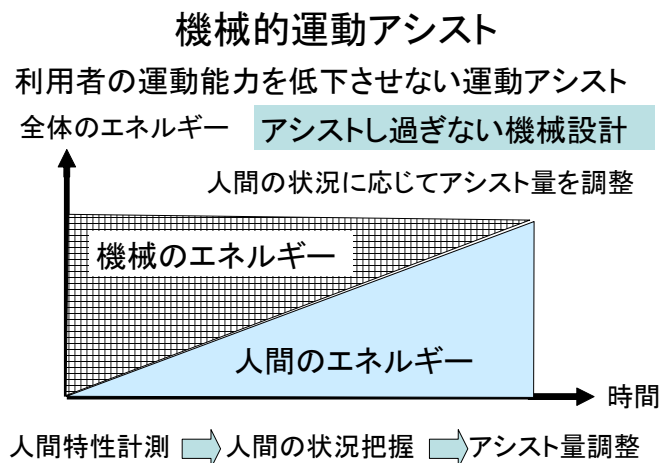 機械的運動アシスト
利用者の運動能力を低下させない運動アシスト
全体のエネルギー
アシストし過ぎない機械設計
人間の状況に応じてアシスト量を調整
機械のエネルギー
人間のエネルギー
時間
人間特性計測 人間の状況把握 アシスト量調整